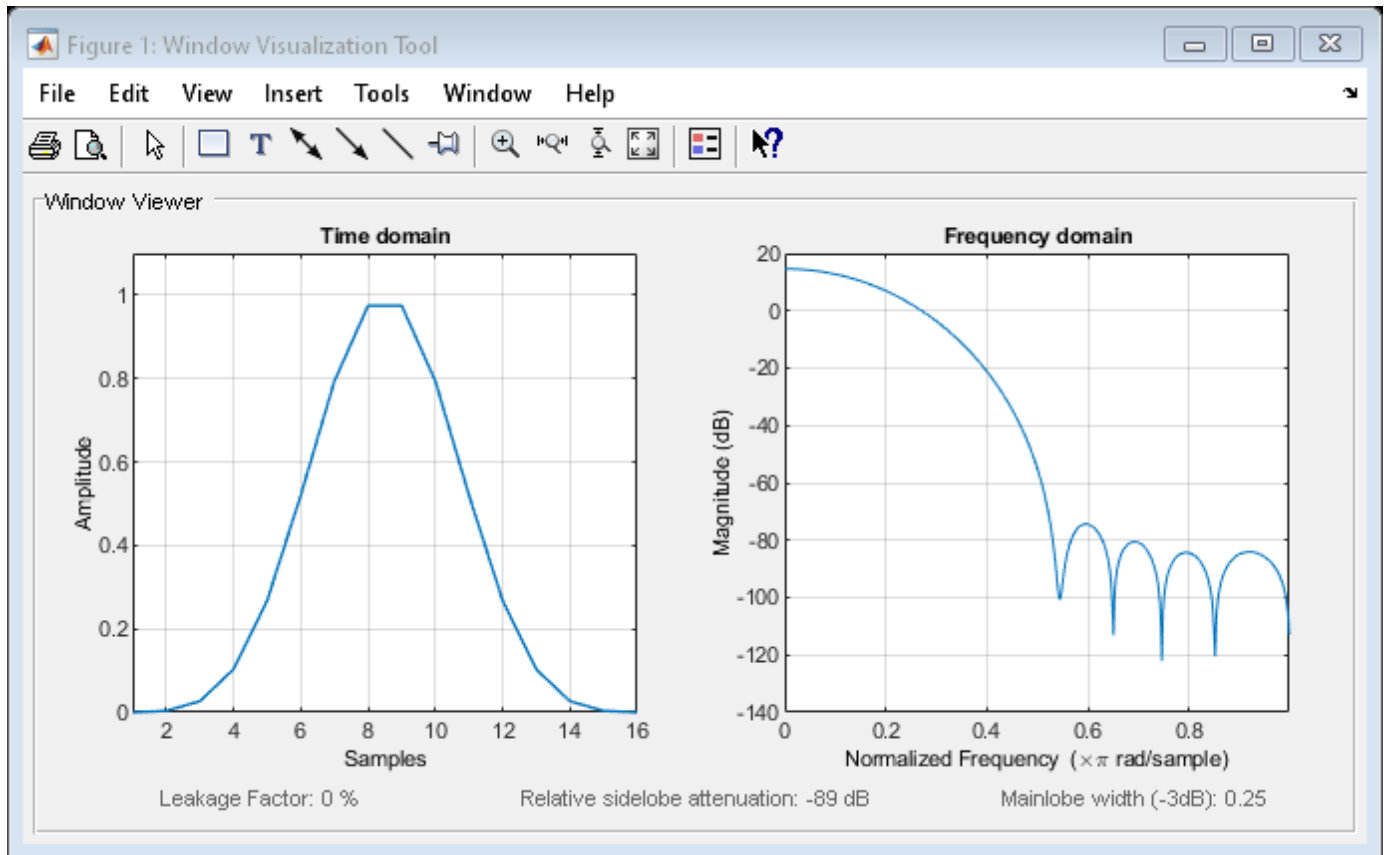 Figure 1: Window Visualization Tool
File Edit View Insert Tools Window Help
T ?
Window Viewer
Time domain
1
0.8
0.6
0.4
0.2
0
2 4 6 8 10 12 14 16
Amplitude
Samples
Frequency domain
20
0
-20
-40
-60
-80
-100
-120
-140
0 0.2 0.4 0.6 0.8
Magnitude (dB)
Normalized Frequency (×π rad/sample)
Leakage Factor: 0 % Relative sidelobe attenuation: -89 dB Mainlobe width (-3dB): 0.25